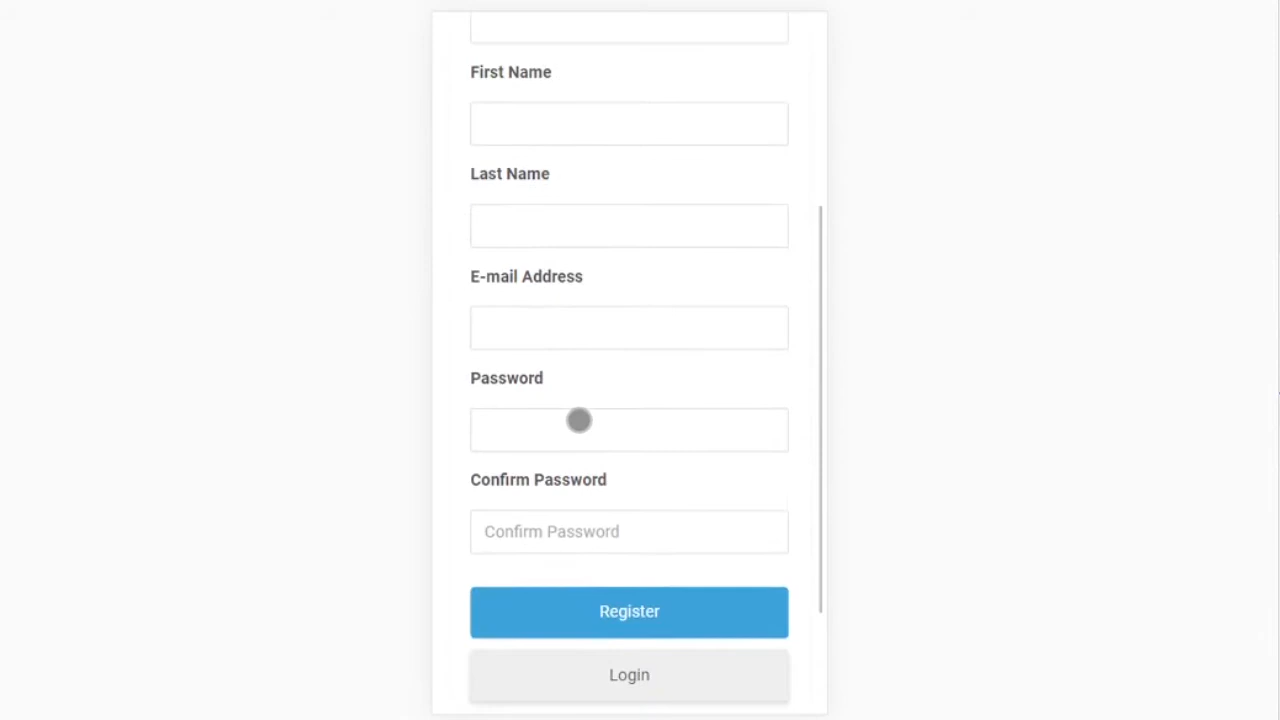 First Name
Last Name
E-mail Address
Password
Confirm Password
Confirm Password
Register
Login